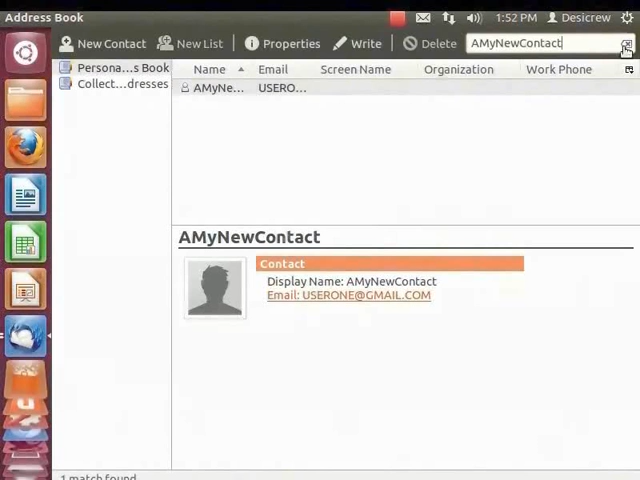 Address Book
1:52 PM Desicrew
New Contact New List Properties Write Delete AMyNewContact
Persona...s Book
Collect...dresses
Name Email Screen Name Organization Work Phone
AMyNe... USERO...
AMyNewContact
Contact
Display Name: AMyNewContact
Email: USERONE@GMAIL.COM
1 match found